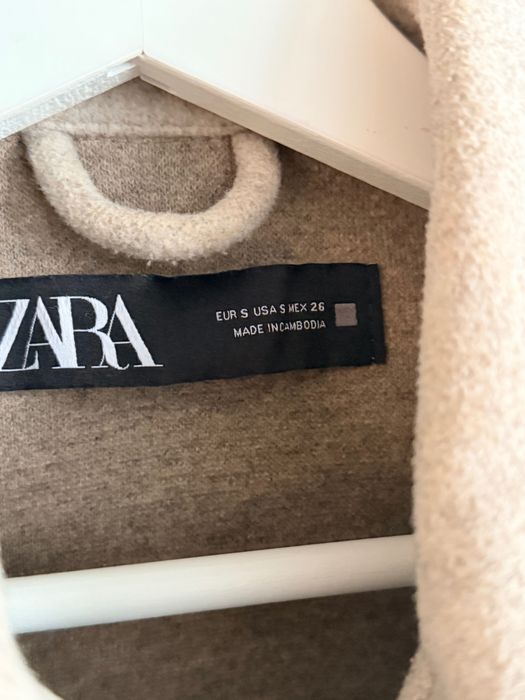 ZARA
EUR S USA S MEX 26
MADE IN CAMBODIA